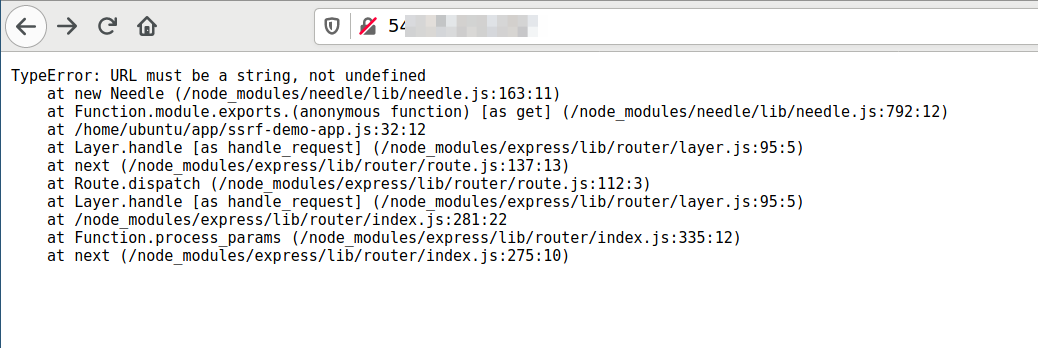 54
TypeError: URL must be a string, not undefined
    at new Needle (/node_modules/needle/lib/needle.js:163:11)
    at Function.module.exports.(anonymous function) [as get] (/node_modules/needle/lib/needle.js:792:12)
    at /home/ubuntu/app/ssrf-demo-app.js:32:12
    at Layer.handle [as handle_request] (/node_modules/express/lib/router/layer.js:95:5)
    at next (/node_modules/express/lib/router/route.js:137:13)
    at Route.dispatch (/node_modules/express/lib/router/route.js:112:3)
    at Layer.handle [as handle_request] (/node_modules/express/lib/router/layer.js:95:5)
    at /node_modules/express/lib/router/index.js:281:22
    at Function.process_params (/node_modules/express/lib/router/index.js:335:12)
    at next (/node_modules/express/lib/router/index.js:275:10)